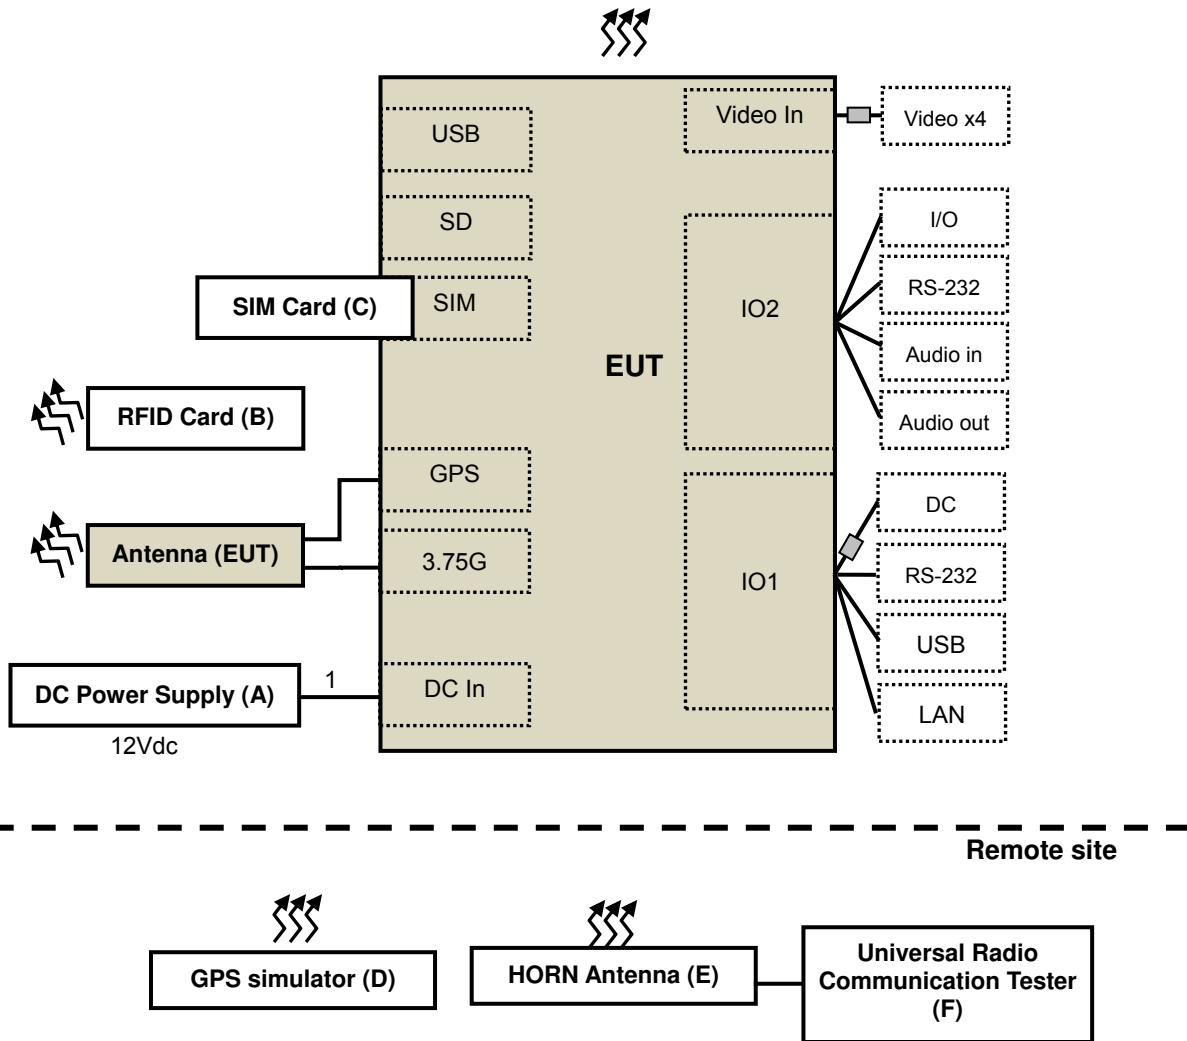 USB
Video In
Video x4
SD
I/O
SIM Card (C)
SIM
IO2
RS-232
Audio in
EUT
RFID Card (B)
Audio out
GPS
DC
Antenna (EUT)
3.75G
IO1
RS-232
USB
DC Power Supply (A)
1
DC In
LAN
12Vdc
Remote site
GPS simulator (D)
HORN Antenna (E)
Universal Radio
Communication Tester
(F)